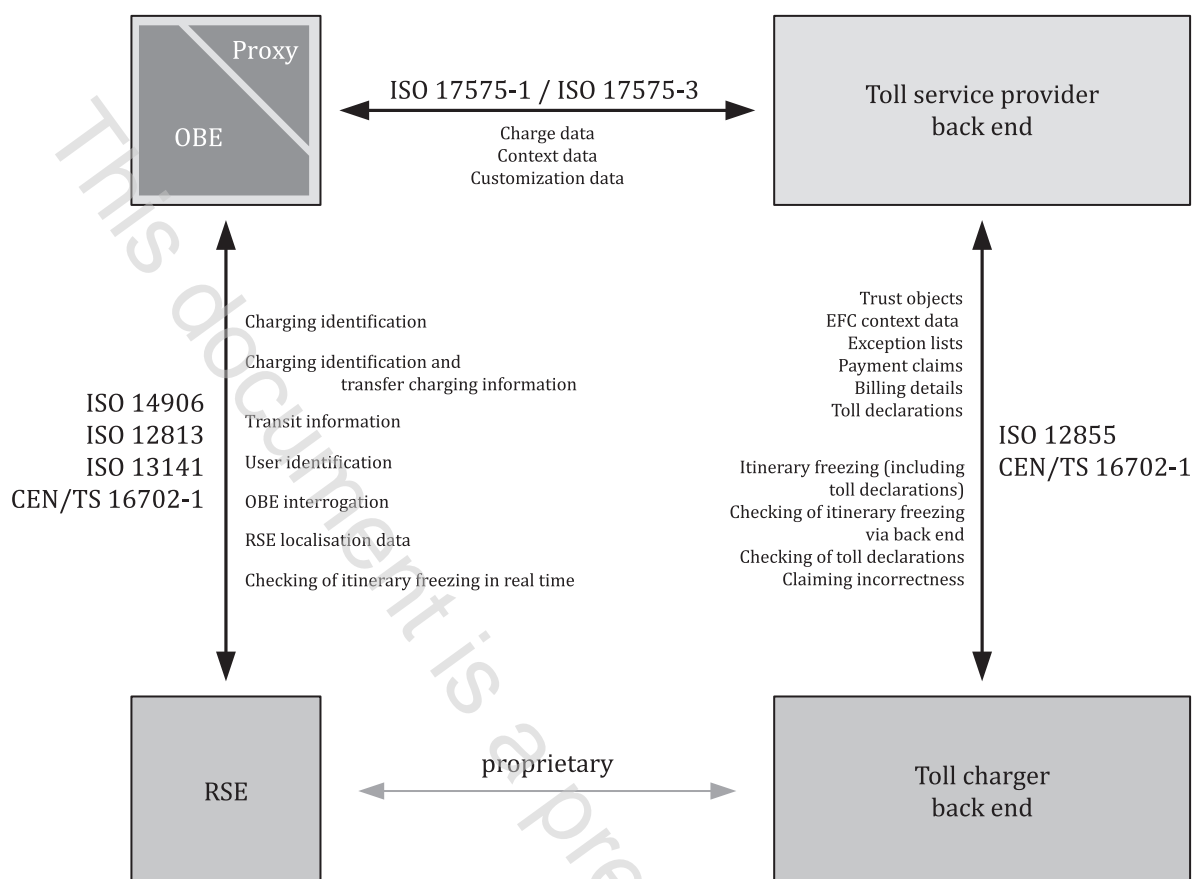 Proxy
OBE
ISO 17575-1 / ISO 17575-3
Charge data
Context data
Customization data
Toll service provider
back end
ISO 14906
ISO 12813
ISO 13141
CEN/TS 16702-1
Charging identification
Charging identification and
transfer charging information
Transit information
User identification
OBE interrogation
RSE localisation data
Checking of itinerary freezing in real time
Trust objects
EFC context data
Exception lists
Payment claims
Billing details
Toll declarations
Itinerary freezing (including
toll declarations)
Checking of itinerary freezing
via back end
Checking of toll declarations
Claiming incorrectness
ISO 12855
CEN/TS 16702-1
RSE
proprietary
Toll charger
back end
This document is a pre